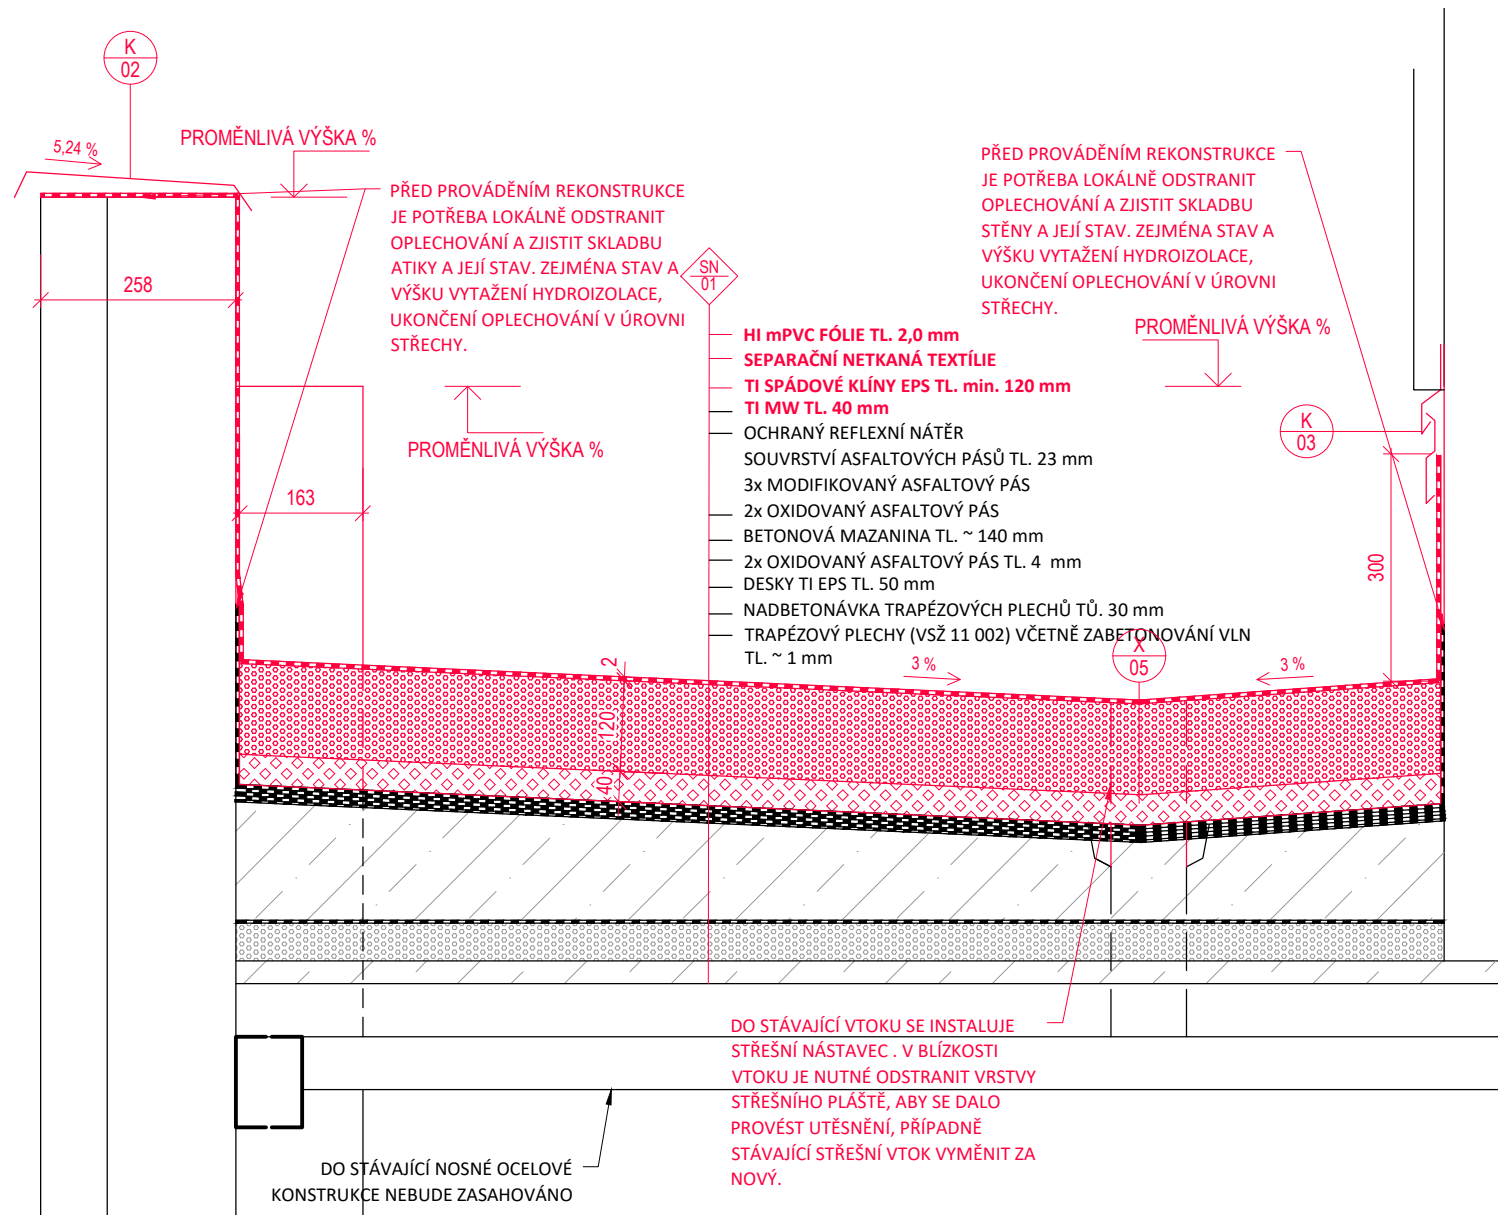 K
02
5,24 %
PROMĚNLIVÁ VÝŠKA %
258
PŘED PROVÁDĚNÍM REKONSTRUKCE
JE POTŘEBA LOKÁLNĚ ODSTRANIT
OPLECHOVÁNÍ A ZJISTIT SKLADBU
ATIKY A JEJÍ STAV. ZEJMÉNA STAV A
VÝŠKU VYTAŽENÍ HYDROIZOLACE,
UKONČENÍ OPLECHOVÁNÍ V ÚROVNI
STŘECHY.
PŘED PROVÁDĚNÍM REKONSTRUKCE
JE POTŘEBA LOKÁLNĚ ODSTRANIT
OPLECHOVÁNÍ A ZJISTIT SKLADBU
STĚNY A JEJÍ STAV. ZEJMÉNA STAV A
VÝŠKU VYTAŽENÍ HYDROIZOLACE,
UKONČENÍ OPLECHOVÁNÍ V ÚROVNI
STŘECHY.
SN
01
PROMĚNLIVÁ VÝŠKA %
HI mPVC FÓLIE TL. 2,0 mm
SEPARAČNÍ NETKANÁ TEXTÍLIE
TI SPÁDOVÉ KLÍNY EPS TL. min. 120 mm
TI MW TL. 40 mm
OCHRANÝ REFLEXNÍ NÁTĚR
SOUVRSTVÍ ASFALTOVÝCH PÁSŮ TL. 23 mm
3x MODIFIKOVANÝ ASFALTOVÝ PÁS
2x OXIDOVANÝ ASFALTOVÝ PÁS
BETONOVÁ MAZANINA TL. ~ 140 mm
2x OXIDOVANÝ ASFALTOVÝ PÁS TL. 4  mm
DESKY TI EPS TL. 50 mm
NADBETONÁVKA TRAPÉZOVÝCH PLECHŮ TŮ. 30 mm
TRAPÉZOVÝ PLECHY (VSŽ 11 002) VČETNĚ ZABETONOVÁNÍ VLN
TL. ~ 1 mm
PROMĚNLIVÁ VÝŠKA %
163
K
03
300
X
05
3 %
3 %
2
120
40
DO STÁVAJÍCÍ VTOKU SE INSTALUJE
STŘEŠNÍ NÁSTAVEC . V BLÍZKOSTI
VTOKU JE NUTNÉ ODSTRANIT VRSTVY
STŘEŠNÍHO PLÁŠTĚ, ABY SE DALO
PROVÉST UTĚSNĚNÍ, PŘÍPADNĚ
STÁVAJÍCÍ STŘEŠNÍ VTOK VYMĚNIT ZA
NOVÝ.
DO STÁVAJÍCÍ NOSNÉ OCELOVÉ
KONSTRUKCE NEBUDE ZASAHOVÁNO